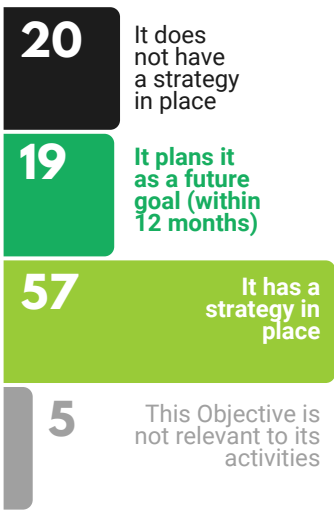 20
It does
not have
a strategy
in place
19
It plans it
as a future
goal (within
12 months)
57
It has a
strategy in
place
5
This Objective is
not relevant to its
activities